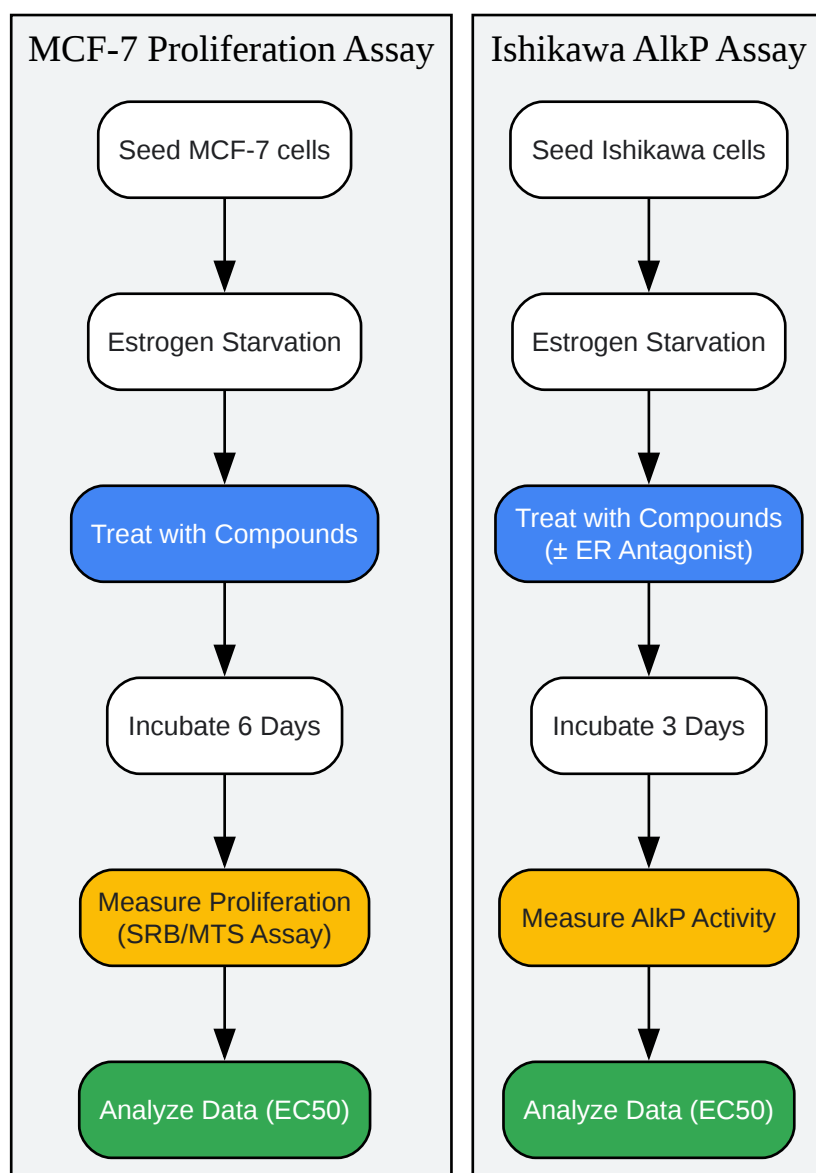 MCF-7 Proliferation Assay
Seed MCF-7 cells
Estrogen Starvation
Treat with Compounds
Incubate 6 Days
Measure Proliferation
(SRB/MTS Assay)
Analyze Data (EC50)
Ishikawa AlkP Assay
Seed Ishikawa cells
Estrogen Starvation
Treat with Compounds
(± ER Antagonist)
Incubate 3 Days
Measure AlkP Activity
Analyze Data (EC50)